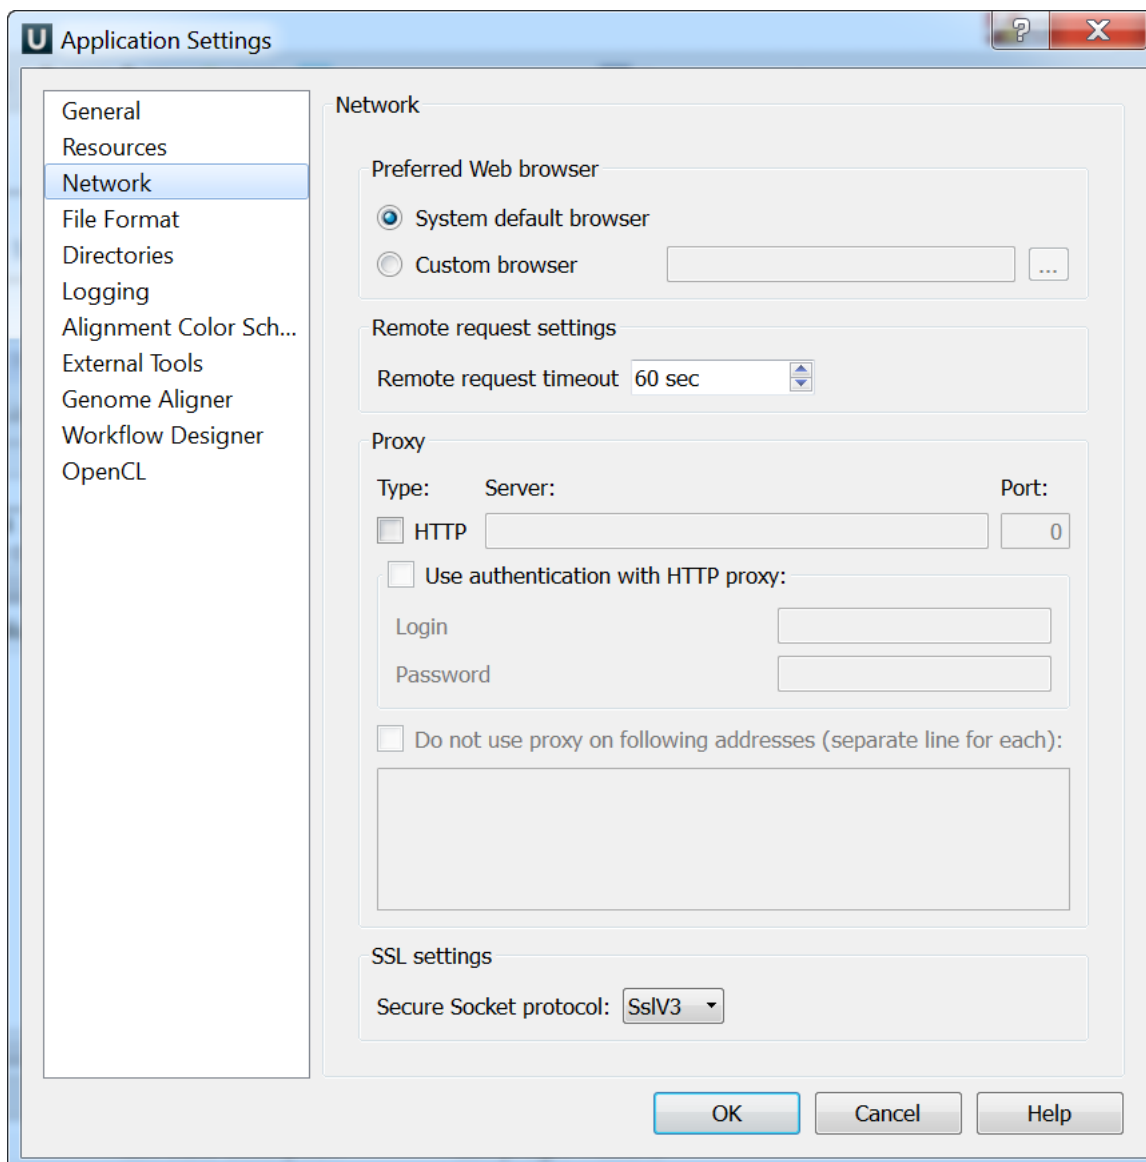 U Application Settings
General
Resources
Network
File Format
Directories
Logging
Alignment Color Sch...
External Tools
Genome Aligner
Workflow Designer
OpenCL
Network
Preferred Web browser
System default browser
Custom browser
...
Remote request settings
Remote request timeout 60 sec
Proxy
Type: Server: Port:
HTTP 0
Use authentication with HTTP proxy:
Login
Password
Do not use proxy on following addresses (separate line for each):
SSL settings
Secure Socket protocol: SslV3
OK Cancel Help